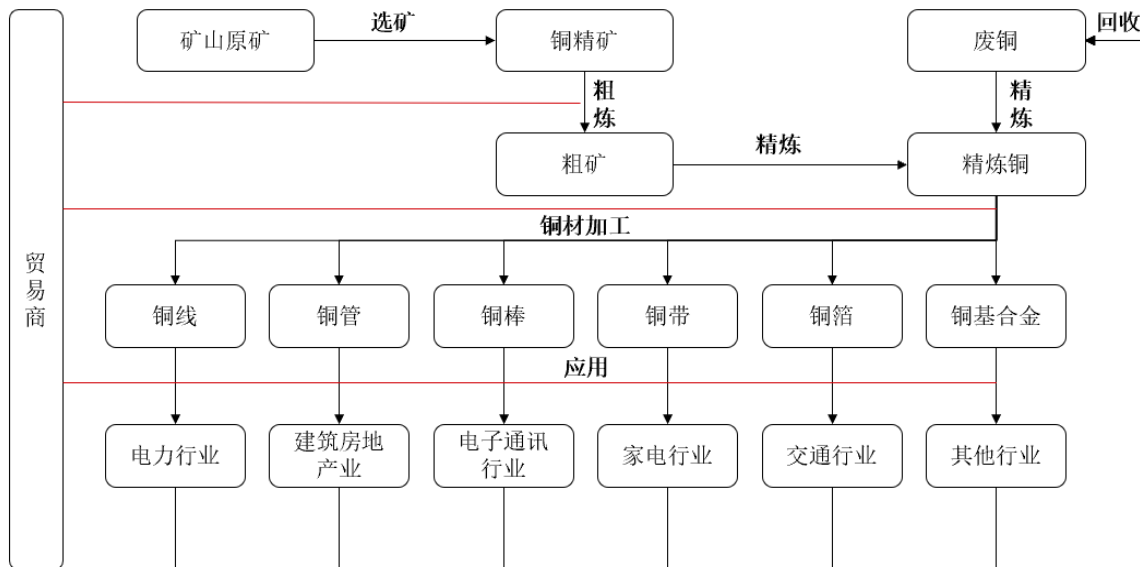 选矿
回收
矿山原矿
铜精矿
废铜
粗
炼
精
炼
粗矿
精炼
精炼铜
铜材加工
贸
易
商
铜线
铜管
铜棒
铜带
铜箔
铜基合金
应用
电力行业
建筑房地
产业
电子通讯
行业
家电行业
交通行业
其他行业